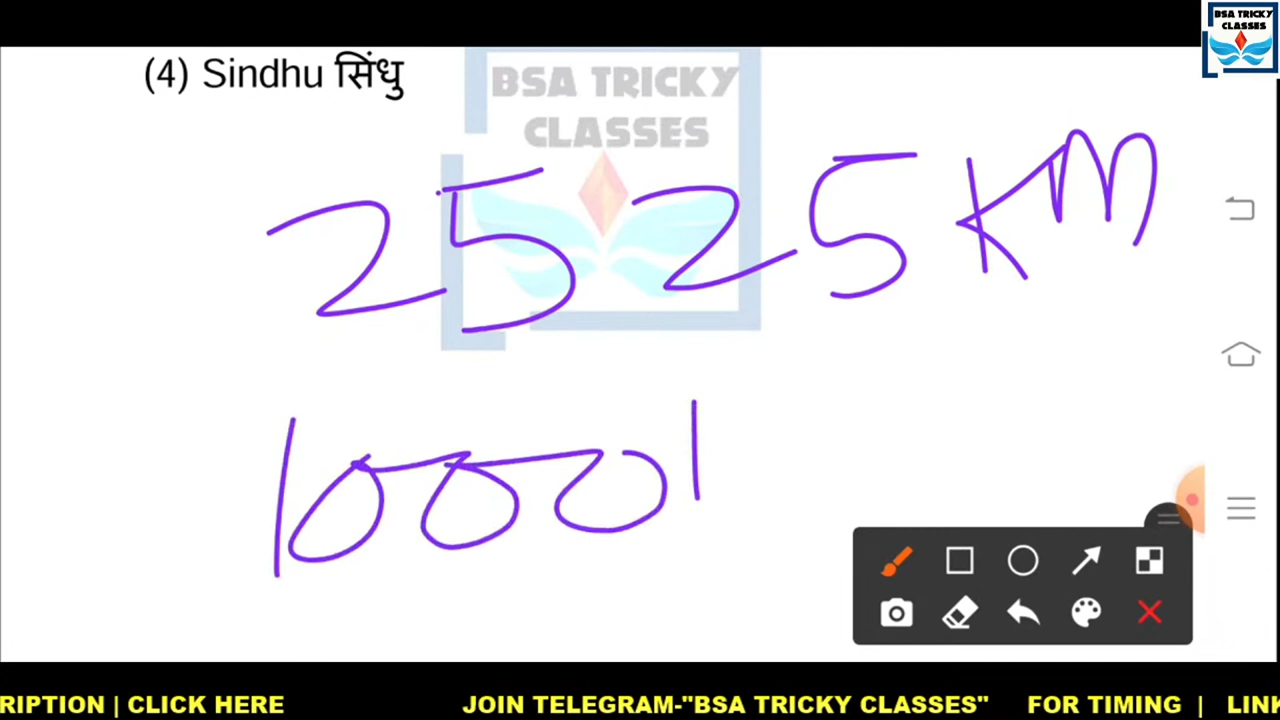 BSA TRICKY
CLASSES
(4) Sindhu सिंधु
BSA TRICKY
CLASSES
2525 KM
10001
RIPTION | CLICK HERE JOIN TELEGRAM-"BSA TRICKY CLASSES" FOR TIMING | LINK